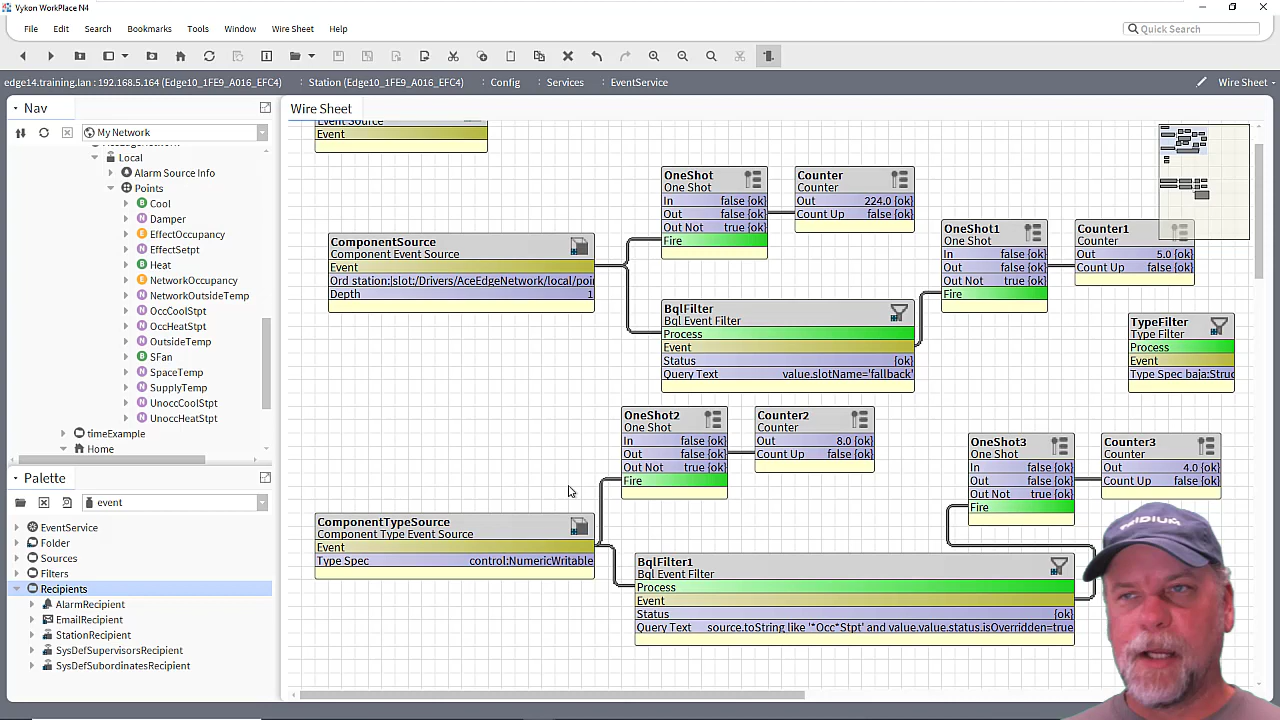 Vykon WorkPlace N4
File Edit Search Bookmarks Tools Window Wire Sheet Help
Quick Search
edge14.training.lan : 192.168.5.164 (Edge10_1FE9_A016_EFC4) Station (Edge10_1FE9_A016_EFC4) Config Services EventService
Wire Sheet
Nav
My Network
Local
Alarm Source Info
Points
Cool
Damper
EffectOccupancy
EffectSetpt
Heat
NetworkOccupancy
NetworkOutsideTemp
OccCoolStpt
OccHeatStpt
OutsideTemp
SFan
SpaceTemp
SupplyTemp
UnoccCoolStpt
UnoccHeatStpt
timeExample
Home
Palette
event
EventService
Folder
Sources
Filters
Recipients
AlarmRecipient
EmailRecipient
StationRecipient
SysDefSupervisorsRecipient
SysDefSubordinatesRecipient
Wire Sheet
Event Source
Event
OneShot
One Shot
In false {ok}
Out false {ok}
Out Not true {ok}
Fire
Counter
Counter
Out 224.0 {ok}
Count Up false {ok}
OneShot1
One Shot
In false {ok}
Out false {ok}
Out Not true {ok}
Fire
Counter1
Counter
Out 5.0 {ok}
Count Up false {ok}
ComponentSource
Component Event Source
Event
Ord station:|slot:/Drivers/AceEdgeNetwork/local/poi
Depth 1
BqlFilter
Bql Event Filter
Process
Event
Status {ok}
Query Text value.slotName='fallback'
TypeFilter
Type Filter
Process
Event
Type Spec baja:Struc
OneShot2
One Shot
In false {ok}
Out false {ok}
Out Not true {ok}
Fire
Counter2
Counter
Out 8.0 {ok}
Count Up false {ok}
OneShot3
One Shot
In false {ok}
Out false {ok}
Out Not true {ok}
Fire
Counter3
Counter
Out 4.0 {ok}
Count Up false {ok}
ComponentTypeSource
Component Type Event Source
Event
Type Spec control:NumericWritable
BqlFilter1
Bql Event Filter
Process
Event
Status {ok}
Query Text source.toString like '*Occ*Stpt' and value.value.status.isOverridden=true